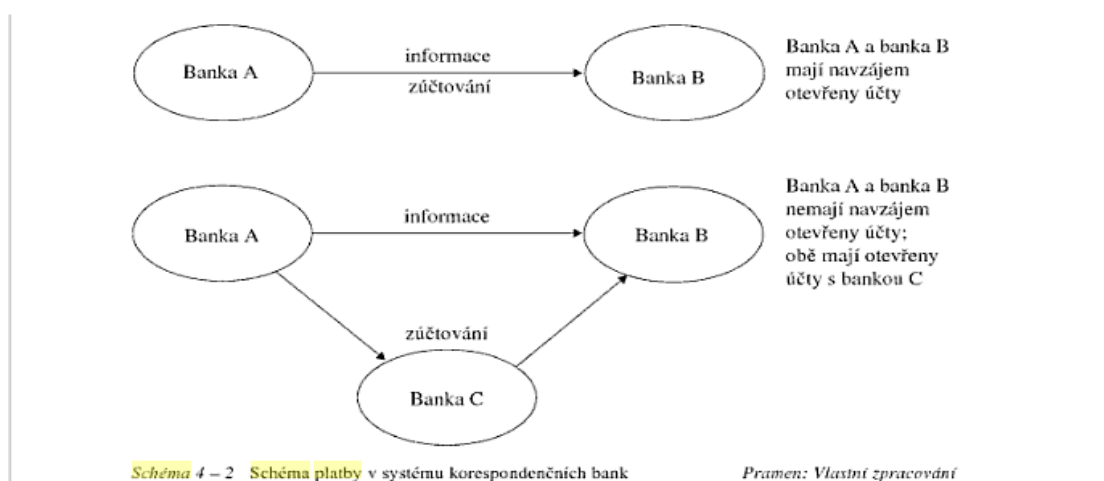 Banka A
informace
zúčtování
Banka B
Banka A a banka B
mají navzájem
otevřeny účty
Banka A
informace
Banka B
Banka A a banka B
nemají navzájem
otevřeny účty;
obě mají otevřeny
účty s bankou C
zúčtování
Banka C
Schéma 4 – 2 Schéma platby v systému korespondenčních bank
Pramen: Vlastní zpracování